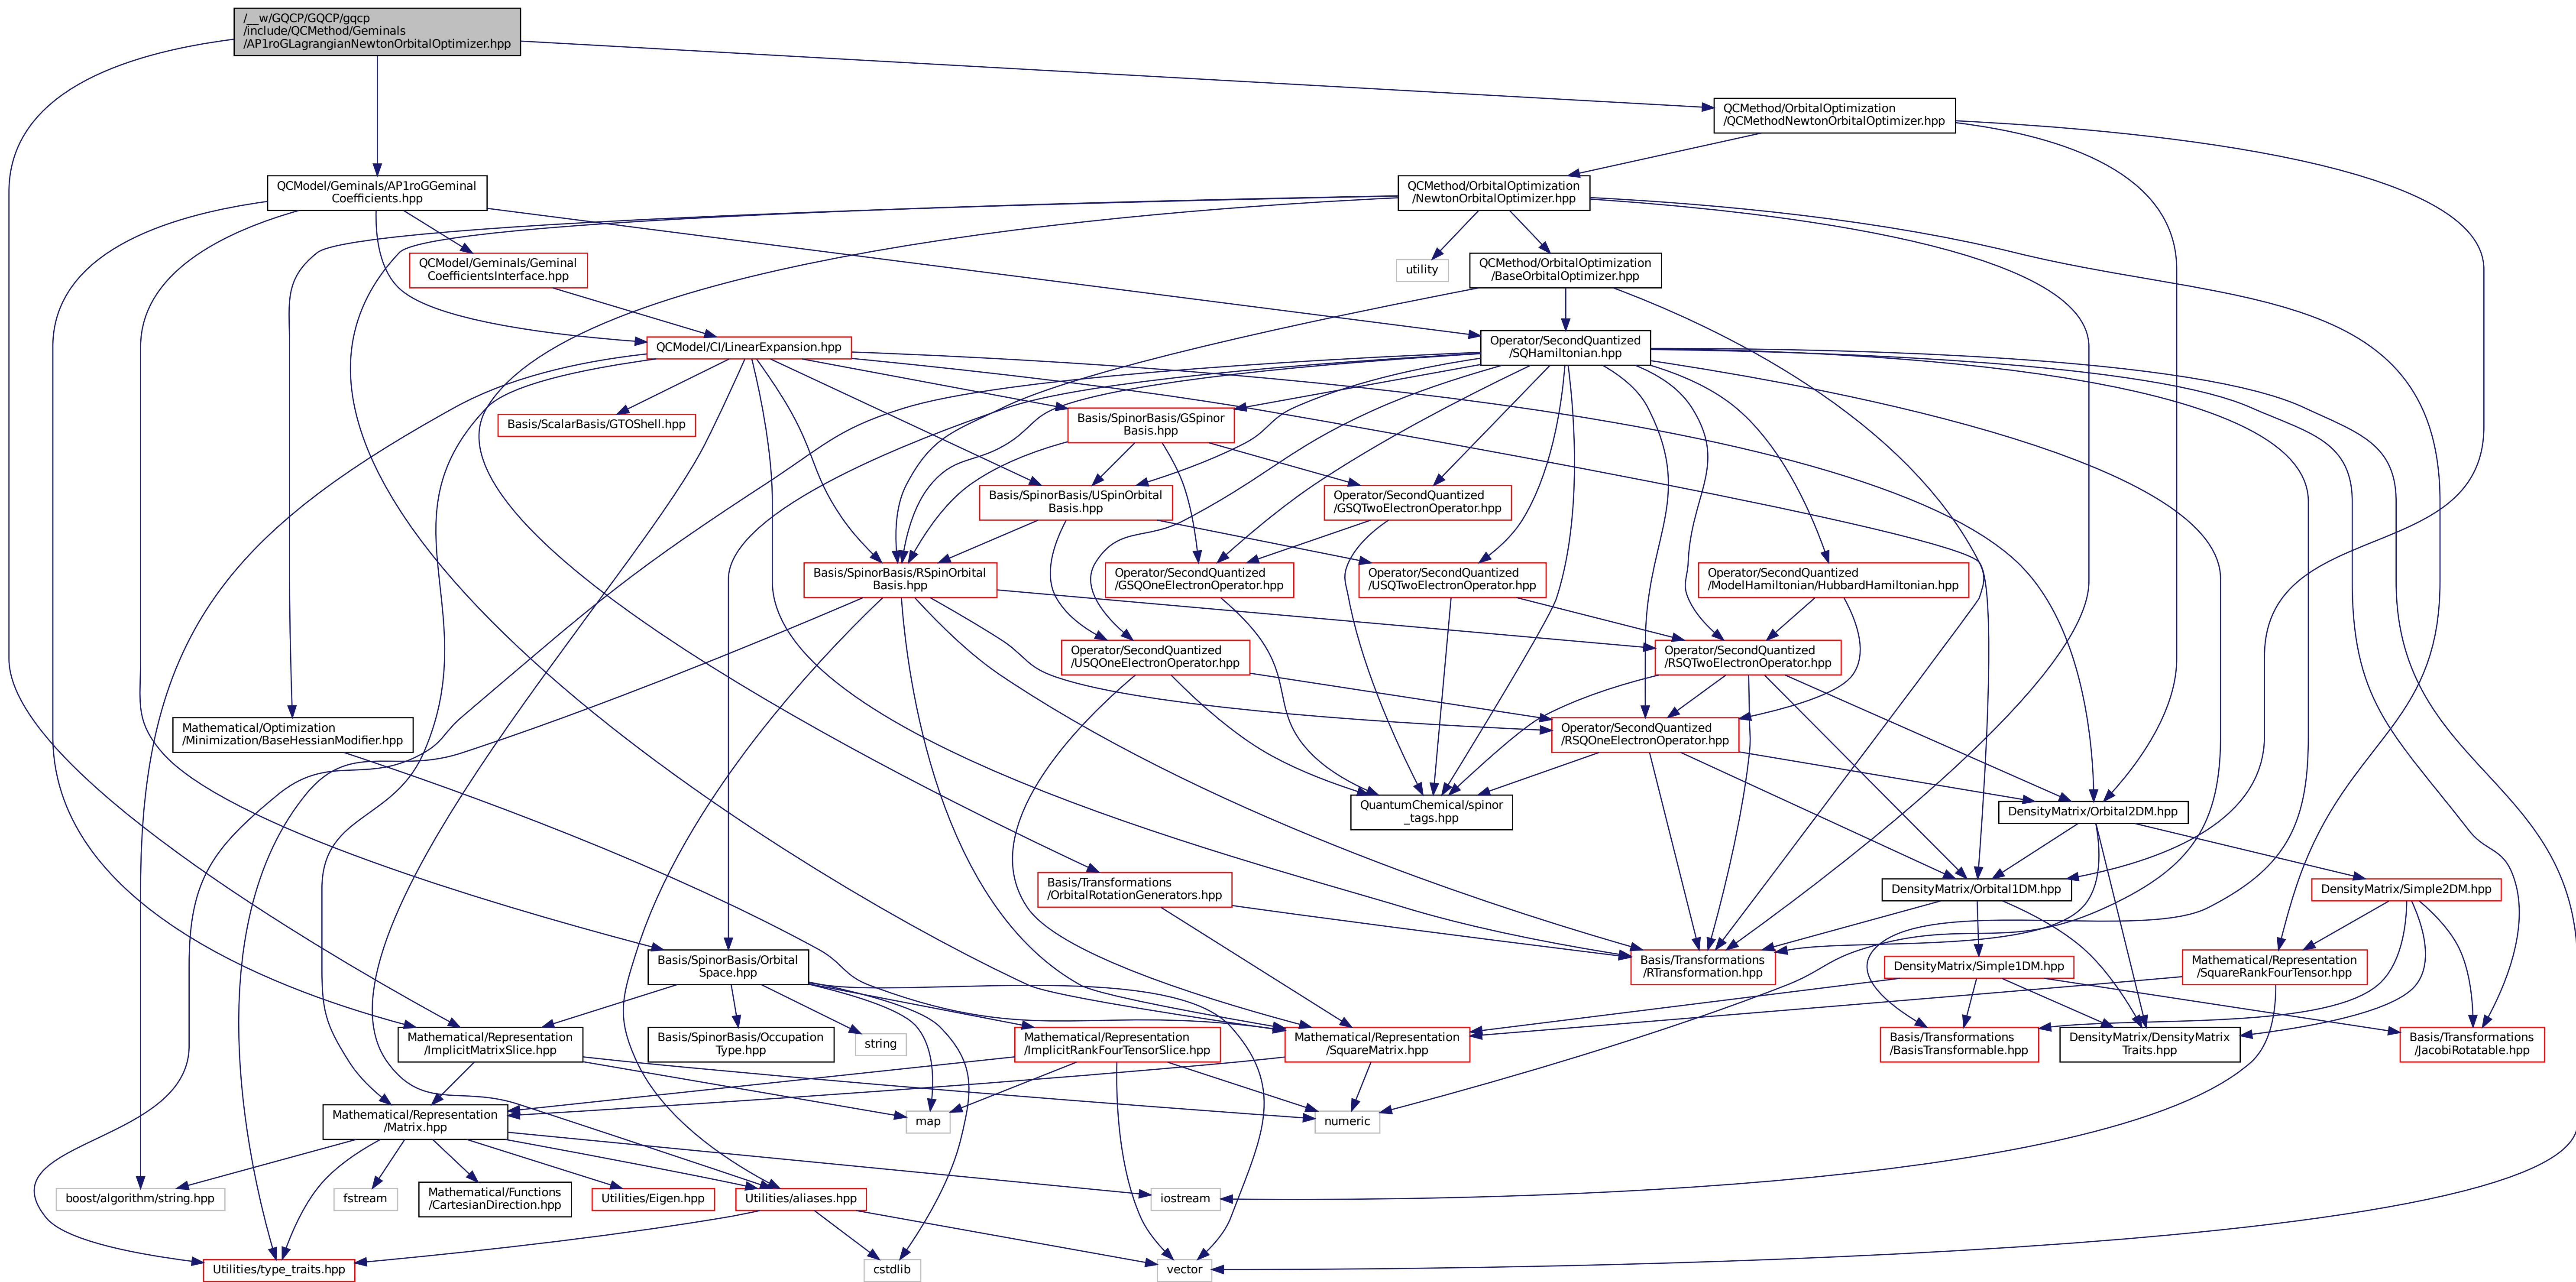 /__w/GQCP/GQCP/gqcp
/include/QCMethod/Geminals
/AP1roGLagrangianNewtonOrbitalOptimizer.hpp
QCMethod/OrbitalOptimization
/QCMethodNewtonOrbitalOptimizer.hpp
QCModel/Geminals/AP1roGGeminal
Coefficients.hpp
QCMethod/OrbitalOptimization
/NewtonOrbitalOptimizer.hpp
QCModel/Geminals/Geminal
CoefficientsInterface.hpp
utility
QCMethod/OrbitalOptimization
/BaseOrbitalOptimizer.hpp
QCModel/CI/LinearExpansion.hpp
Operator/SecondQuantized
/SQHamiltonian.hpp
Basis/ScalarBasis/GTOShell.hpp
Basis/SpinorBasis/GSpinor
Basis.hpp
Basis/SpinorBasis/USpinOrbital
Basis.hpp
Operator/SecondQuantized
/GSQTwoElectronOperator.hpp
Basis/SpinorBasis/RSpinOrbital
Basis.hpp
Operator/SecondQuantized
/GSQOneElectronOperator.hpp
Operator/SecondQuantized
/USQTwoElectronOperator.hpp
Operator/SecondQuantized
/ModelHamiltonian/HubbardHamiltonian.hpp
Operator/SecondQuantized
/USQOneElectronOperator.hpp
Operator/SecondQuantized
/RSQTwoElectronOperator.hpp
Mathematical/Optimization
/Minimization/BaseHessianModifier.hpp
Operator/SecondQuantized
/RSQOneElectronOperator.hpp
QuantumChemical/spinor
_tags.hpp
DensityMatrix/Orbital2DM.hpp
Basis/Transformations
/OrbitalRotationGenerators.hpp
DensityMatrix/Orbital1DM.hpp
DensityMatrix/Simple2DM.hpp
Basis/SpinorBasis/Orbital
Space.hpp
Basis/Transformations
/RTransformation.hpp
DensityMatrix/Simple1DM.hpp
Mathematical/Representation
/SquareRankFourTensor.hpp
Mathematical/Representation
/ImplicitMatrixSlice.hpp
Basis/SpinorBasis/Occupation
Type.hpp
string
Mathematical/Representation
/ImplicitRankFourTensorSlice.hpp
Mathematical/Representation
/SquareMatrix.hpp
Basis/Transformations
/BasisTransformable.hpp
DensityMatrix/DensityMatrix
Traits.hpp
Basis/Transformations
/JacobiRotatable.hpp
Mathematical/Representation
/Matrix.hpp
map
numeric
boost/algorithm/string.hpp
fstream
Mathematical/Functions
/CartesianDirection.hpp
Utilities/Eigen.hpp
Utilities/aliases.hpp
iostream
Utilities/type_traits.hpp
cstdlib
vector